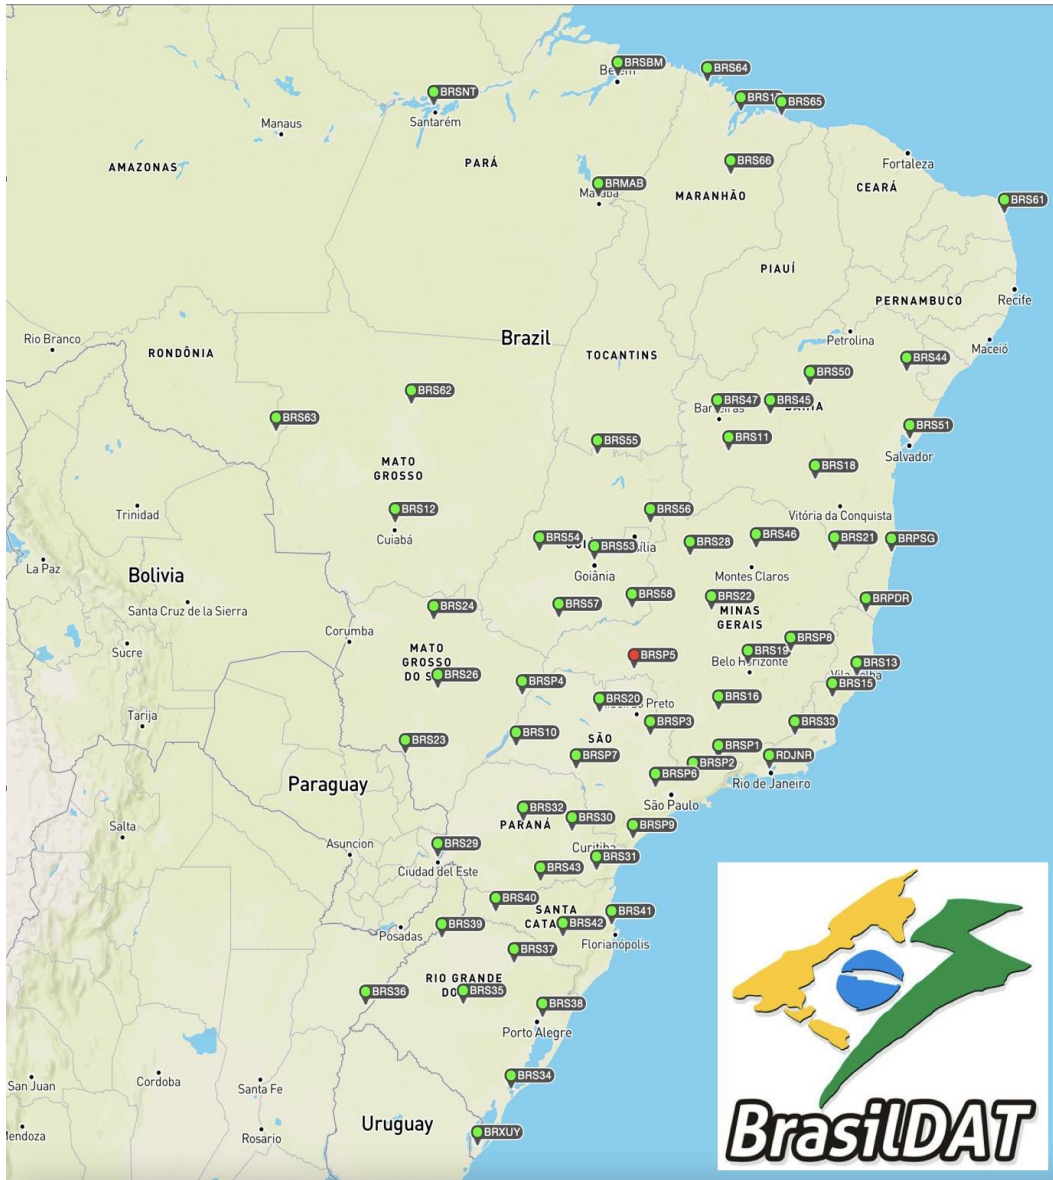 BRSBM
BRS64
Belém
BRSNT
BRS65
Santarém
Manaus
Fortaleza
AMAZONAS
PARÁ
BRS66
CEARÁ
BRMAB
MARANHÃO
BRS61
PIAUÍ
PERNAMBUCO
Recife
Rio Branco
Brazil
Petrolina
Maceió
RONDÔNIA
TOCANTINS
BRS44
BRS50
BRS62
BRS47
BRS45
BRS63
BRS51
BRS11
BRS55
Salvador
MATO
GROSSO
BRS18
Trinidad
BRS12
BRS56
Vitória da Conquista
Cuiabá
BRS54
BRS53
BRS28
BRS46
BRS21
BRPSG
La Paz
Bolivia
Goiânia
Montes Claros
Santa Cruz de la Sierra
BRS24
BRS57
BRS58
BRS22
BRPDR
MINAS
GERAIS
Corumba
Sucre
MATO
GROSSO
BRS26
BRSP5
BRS19
BRSP8
Belo Horizonte
BRS13
BRSP4
BRS15
BRS20
BRS16
Tarija
BRSP3
BRS33
BRS23
BRS10
SÃO
BRSP7
BRSP1
BRSP2
RDJNR
Paraguay
BRSP6
Rio de Janeiro
São Paulo
BRS32
BRS30
PARANÁ
BRSP9
Salta
Asuncion
BRS29
Curitiba
BRS31
Ciudad del Este
BRS43
BRS40
SANTA
BRS41
BRS39
CATA
BRS42
Posadas
Florianópolis
BRS37
RIO GRANDE
DO
BRS35
BRS36
BRS38
Porto Alegre
BRS34
San Juan
Cordoba
Santa Fe
Uruguay
BRXUY
Mendoza
Rosario
BrasilDAT